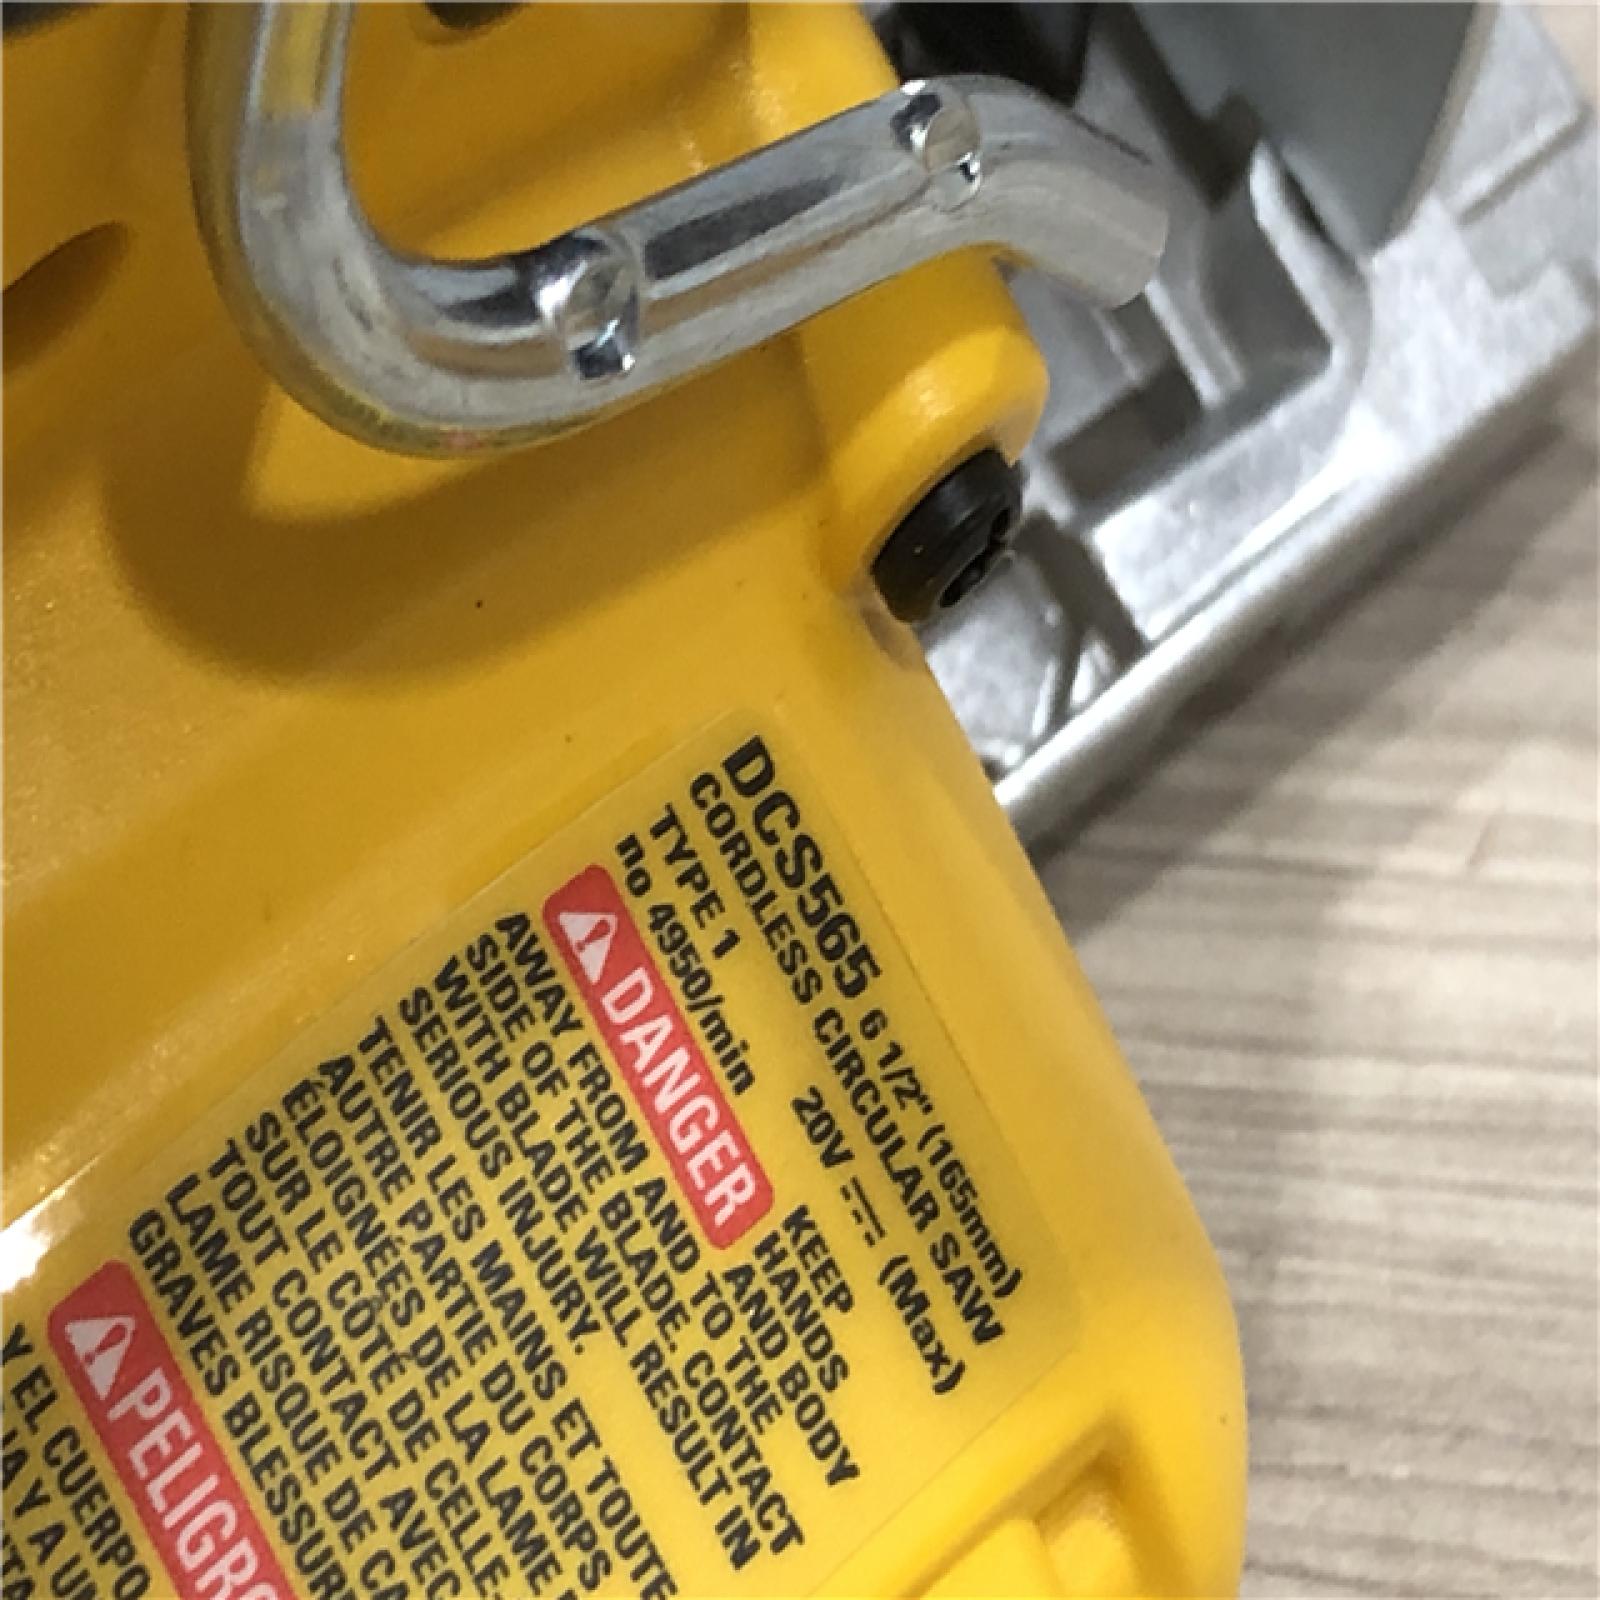 DCS565 6 1/2" (165mm)
CORDLESS CIRCULAR SAW
TYPE 1 20V (Max)
no 4950/min
DANGER KEEP HANDS AND BODY
AWAY FROM AND TO THE
SIDE OF THE BLADE. CONTACT
WITH BLADE WILL RESULT IN
SERIOUS INJURY.
TENIR LES MAINS ET TOUTE
AUTRE PARTIE DU CORPS
ÉLOIGNÉES DE LA LAME
SUR LE CÔTÉ DE CELLE-
TOUT CONTACT AVEC
LAME RISQUE DE
GRAVES BLESSUR
PELIGRO
Y EL CUERPO